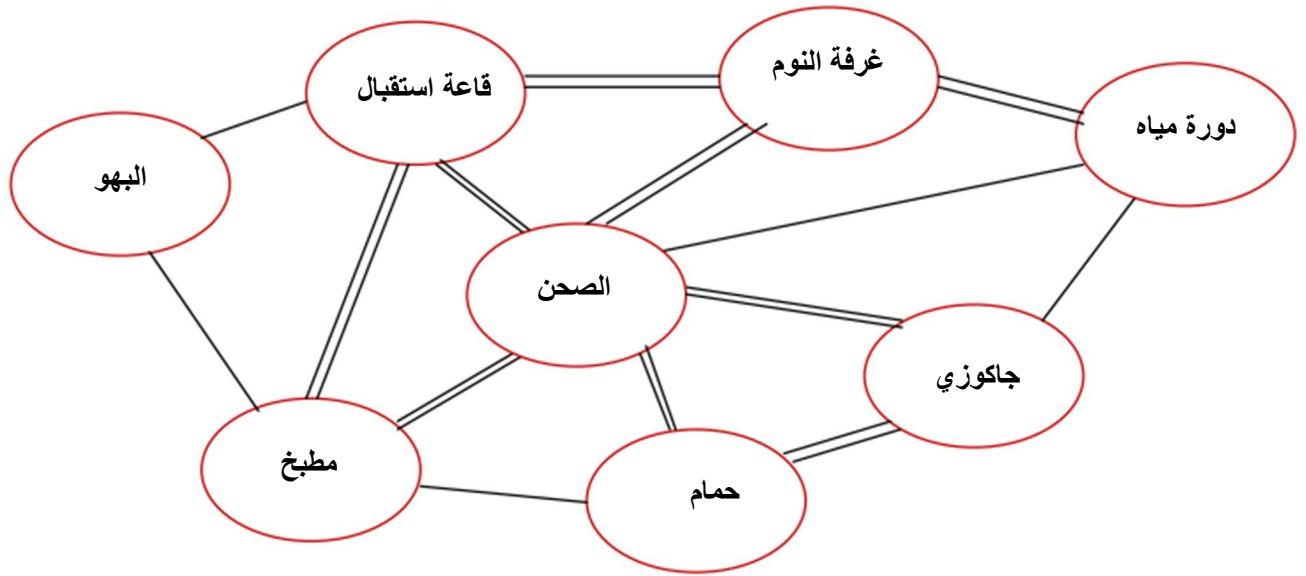 غرفة النوم
قاعة استقبال
دورة مياه
البهو
الصحن
جاكوزي
مطبخ
حمام